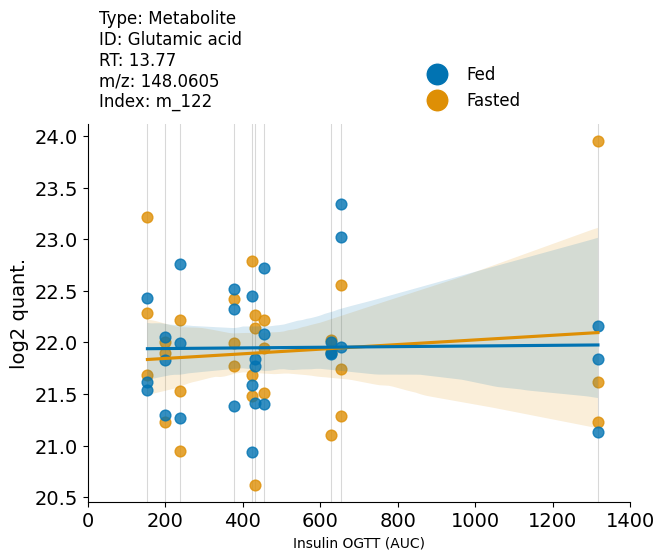 Type: Metabolite
ID: Glutamic acid
RT: 13.77
m/z: 148.0605
Index: m_122
Fed
Fasted
24.0
23.5
23.0
22.5
22.0
21.5
21.0
20.5
log2 quant.
0 200 400 600 800 1000 1200 1400
Insulin OGTT (AUC)